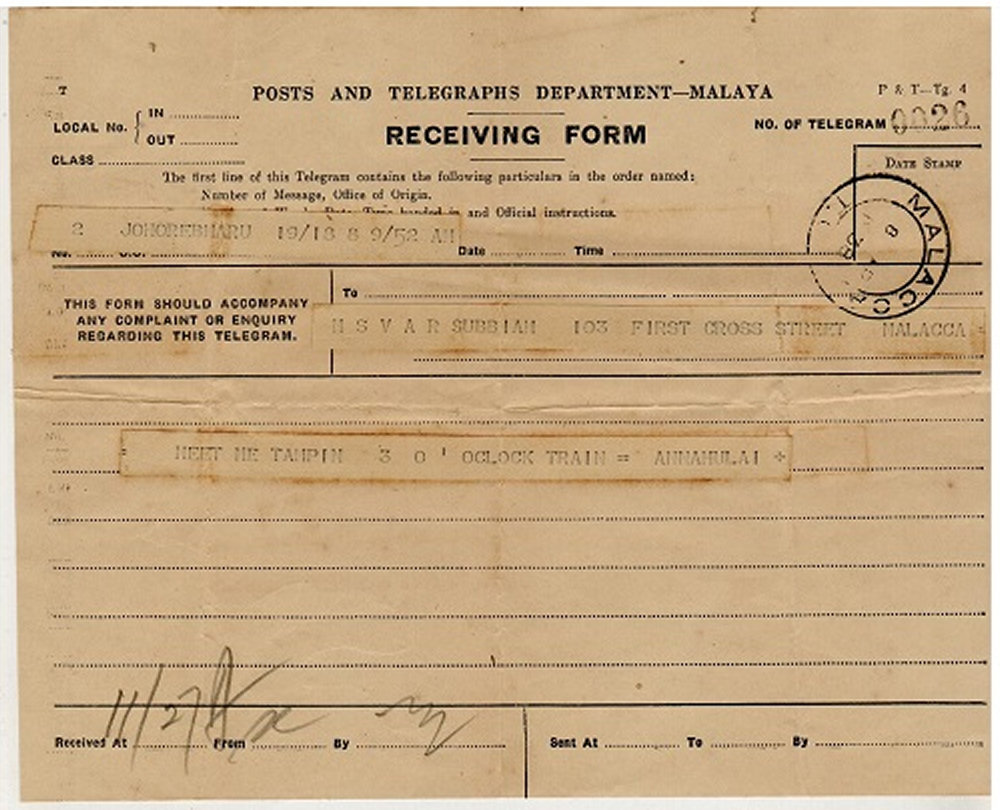 T
POSTS AND TELEGRAPHS DEPARTMENT—MALAYA
P & T—Tg. 4
LOCAL No. { IN
OUT
RECEIVING FORM
NO. OF TELEGRAM 0026
CLASS
DATE STAMP
The first line of this Telegram contains the following particulars in the order named:
Number of Message, Office of Origin.
and Official instructions.
2 JOHOREBHARU 19/18 8 9/52 AM
Date Time
MALACCA
To
THIS FORM SHOULD ACCOMPANY
ANY COMPLAINT OR ENQUIRY
REGARDING THIS TELEGRAM.
M S V A R SUBBIAH 103 FIRST CROSS STREET MALACCA =
MEET ME TAMPIN 3 O ' OCLOCK TRAIN = ANNAMULAI +
11/27
Received At From By Sent At To By